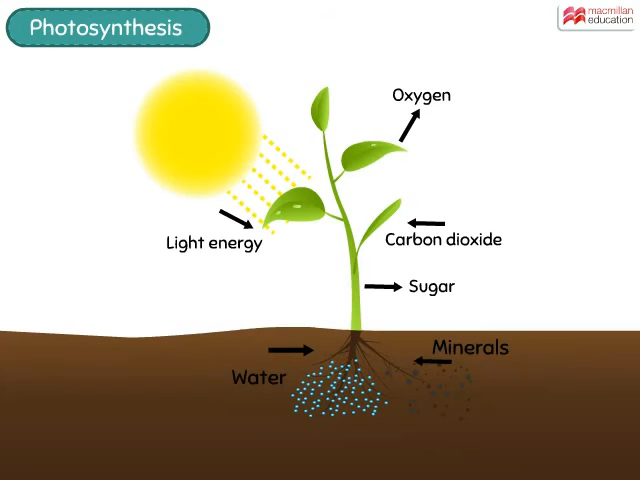 Photosynthesis
macmillan
education
Oxygen
Light energy
Carbon dioxide
Sugar
Minerals
Water